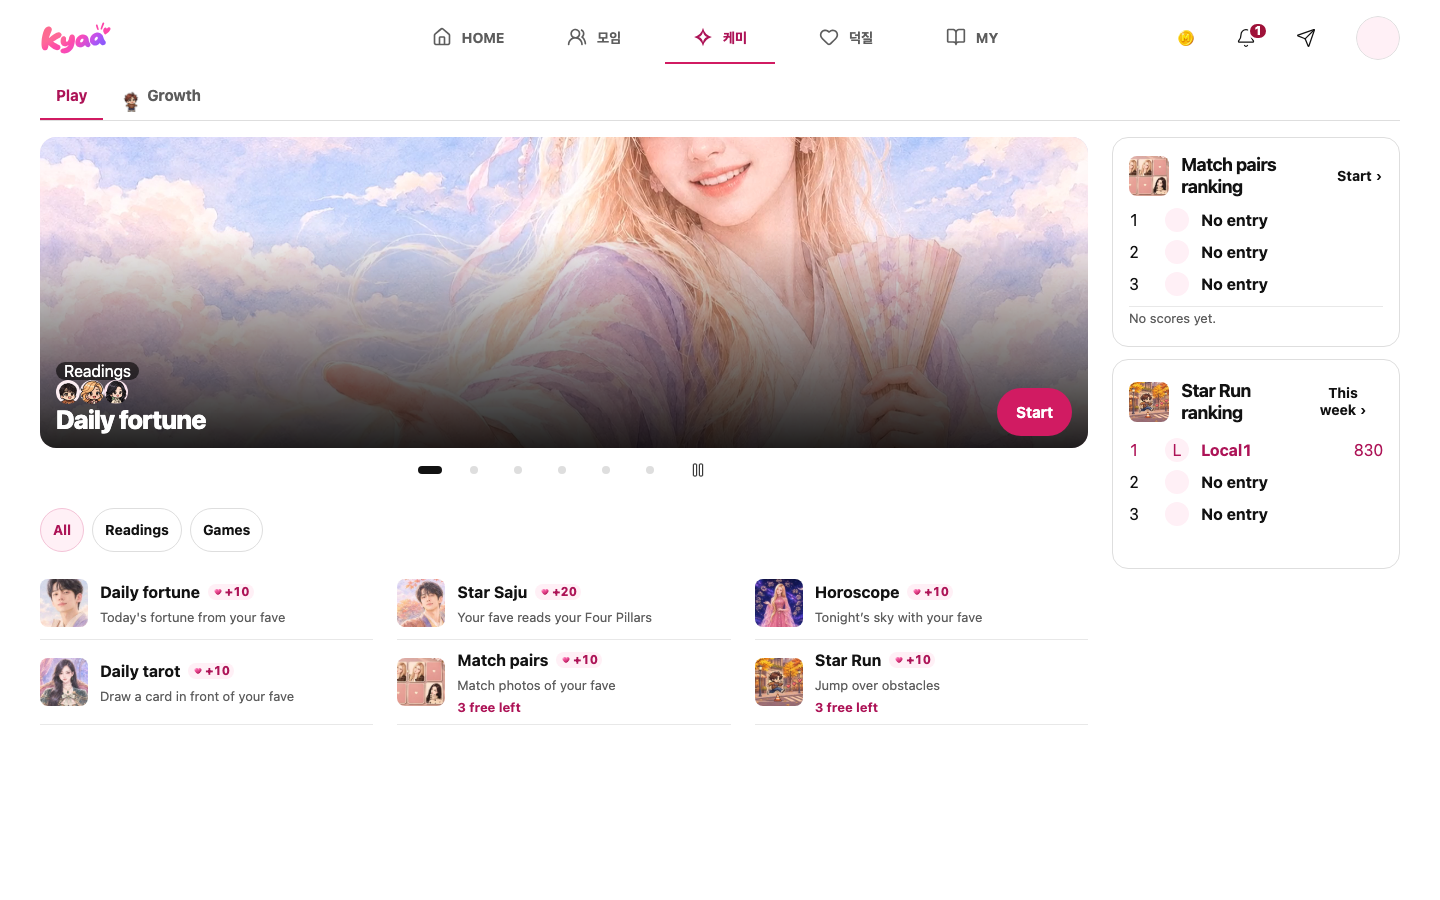 kyaa
HOME
모임
케미
덕질
MY
1
Play
Growth
Readings
Daily fortune
Start
Match pairs
ranking
Start ›
1 No entry
2 No entry
3 No entry
No scores yet.
Star Run
ranking
This
week ›
1 L Local1 830
2 No entry
3 No entry
All
Readings
Games
Daily fortune +10
Today's fortune from your fave
Star Saju +20
Your fave reads your Four Pillars
Horoscope +10
Tonight's sky with your fave
Daily tarot +10
Draw a card in front of your fave
Match pairs +10
Match photos of your fave
3 free left
Star Run +10
Jump over obstacles
3 free left